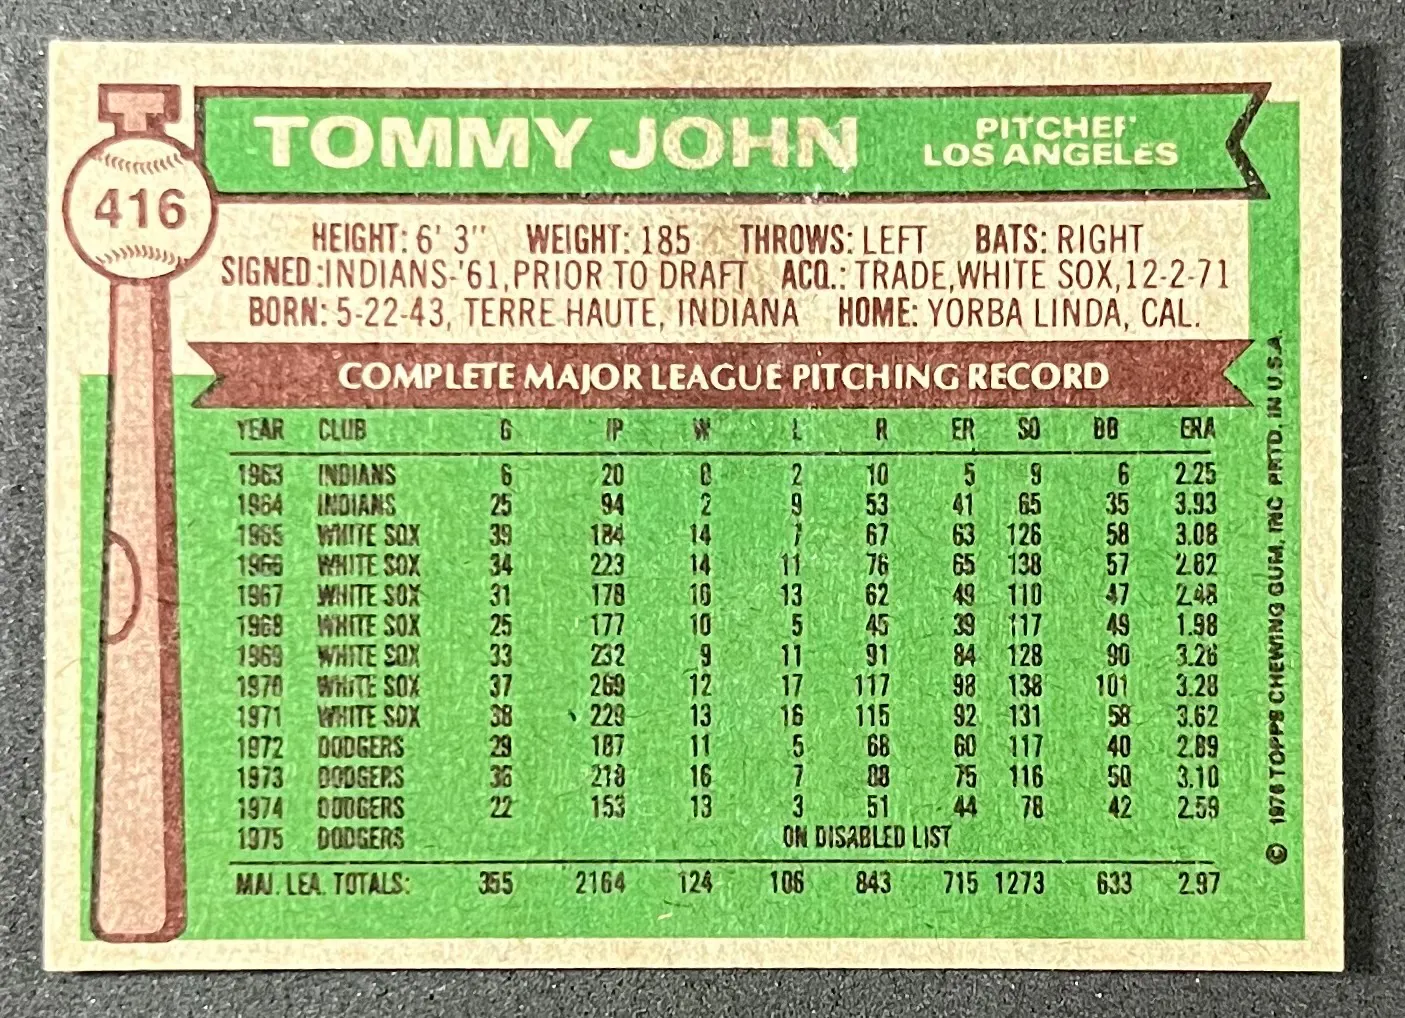 TOMMY JOHN
PITCHER
LOS ANGELES
416
HEIGHT: 6' 3" WEIGHT: 185 THROWS: LEFT BATS: RIGHT
SIGNED: INDIANS-'61, PRIOR TO DRAFT ACQ.: TRADE, WHITE SOX, 12-2-71
BORN: 5-22-43, TERRE HAUTE, INDIANA HOME: YORBA LINDA, CAL.
COMPLETE MAJOR LEAGUE PITCHING RECORD
YEAR CLUB G IP W L R ER SO BB ERA
1963 INDIANS 6 20 0 2 10 5 9 6 2.25
1964 INDIANS 25 94 2 9 53 41 65 35 3.93
1965 WHITE SOX 39 184 14 7 67 63 126 58 3.08
1966 WHITE SOX 34 223 14 11 76 65 138 57 2.62
1967 WHITE SOX 31 178 10 13 62 49 110 47 2.48
1968 WHITE SOX 25 177 10 5 45 39 117 49 1.98
1969 WHITE SOX 33 232 9 11 91 84 128 90 3.26
1970 WHITE SOX 37 269 12 17 117 98 138 101 3.28
1971 WHITE SOX 38 229 13 16 115 92 131 58 3.62
1972 DODGERS 29 187 11 5 68 60 117 40 2.89
1973 DODGERS 36 218 16 7 88 75 116 50 3.10
1974 DODGERS 22 153 13 3 51 44 78 42 2.59
1975 DODGERS ON DISABLED LIST
MAJ. LEA. TOTALS: 355 2164 124 106 843 715 1273 633 2.97
© 1976 TOPPS CHEWING GUM, INC PRTD. IN U.S.A.